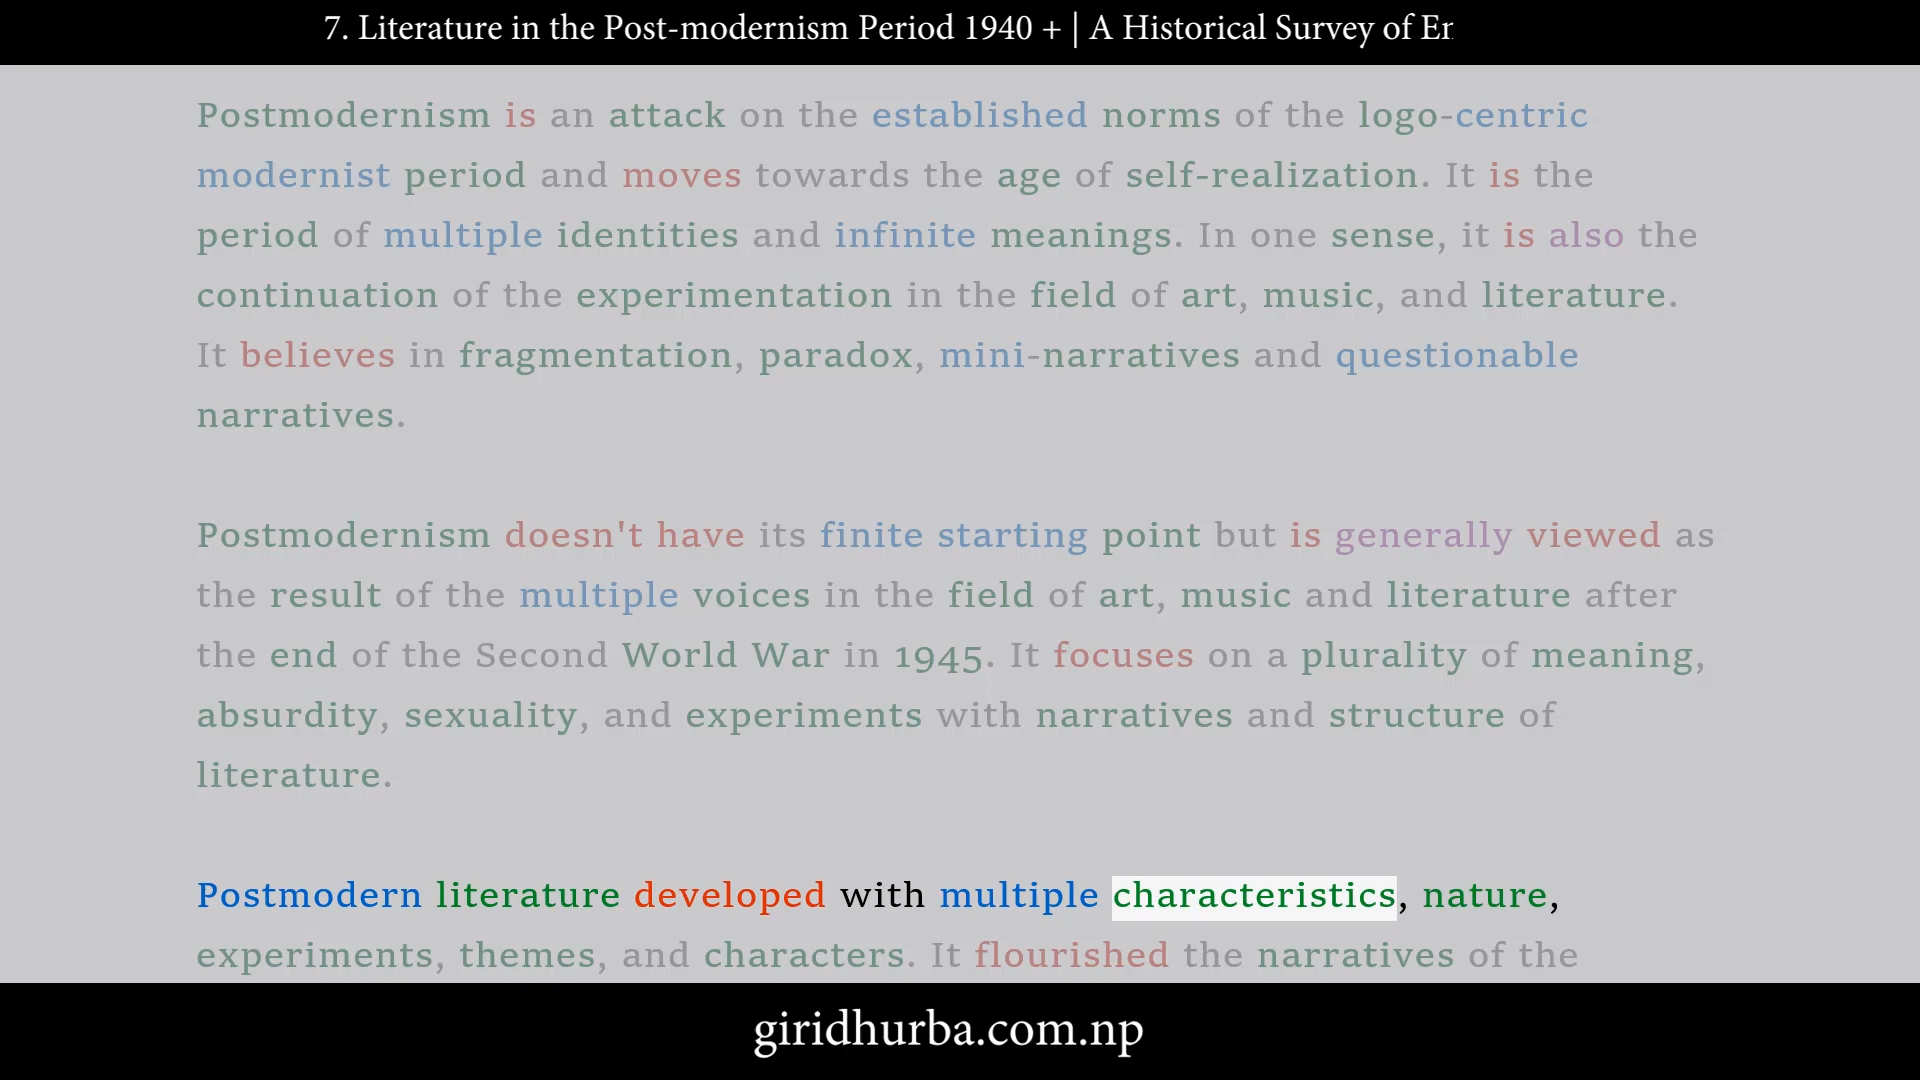 7. Literature in the Post-modernism Period 1940 + | A Historical Survey of En
Postmodernism is an attack on the established norms of the logo-centric
modernist period and moves towards the age of self-realization. It is the
period of multiple identities and infinite meanings. In one sense, it is also the
continuation of the experimentation in the field of art, music, and literature.
It believes in fragmentation, paradox, mini-narratives and questionable
narratives.
Postmodernism doesn't have its finite starting point but is generally viewed as
the result of the multiple voices in the field of art, music and literature after
the end of the Second World War in 1945. It focuses on a plurality of meaning,
absurdity, sexuality, and experiments with narratives and structure of
literature.
Postmodern literature developed with multiple characteristics, nature,
experiments, themes, and characters. It flourished the narratives of the
giridhurba.com.np